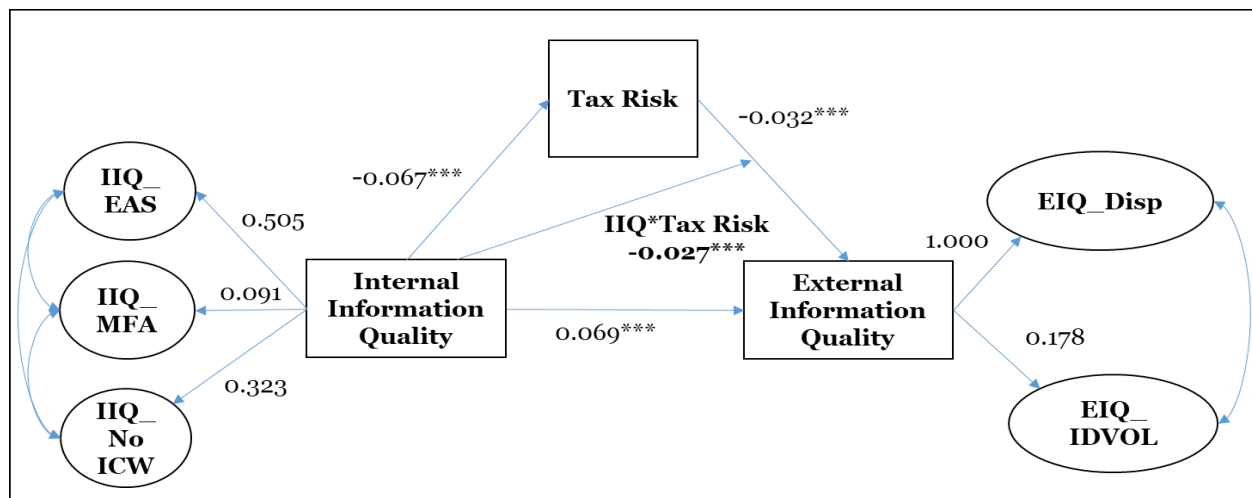 Tax Risk
-0.032***
-0.067***
IIQ_
EAS
0.505
IIQ*Tax Risk
-0.027***
EIQ_Disp
1.000
IIQ_
MFA
0.091
Internal
Information
Quality
0.069***
External
Information
Quality
0.323
0.178
IIQ_
No
ICW
EIQ_
IDVOL